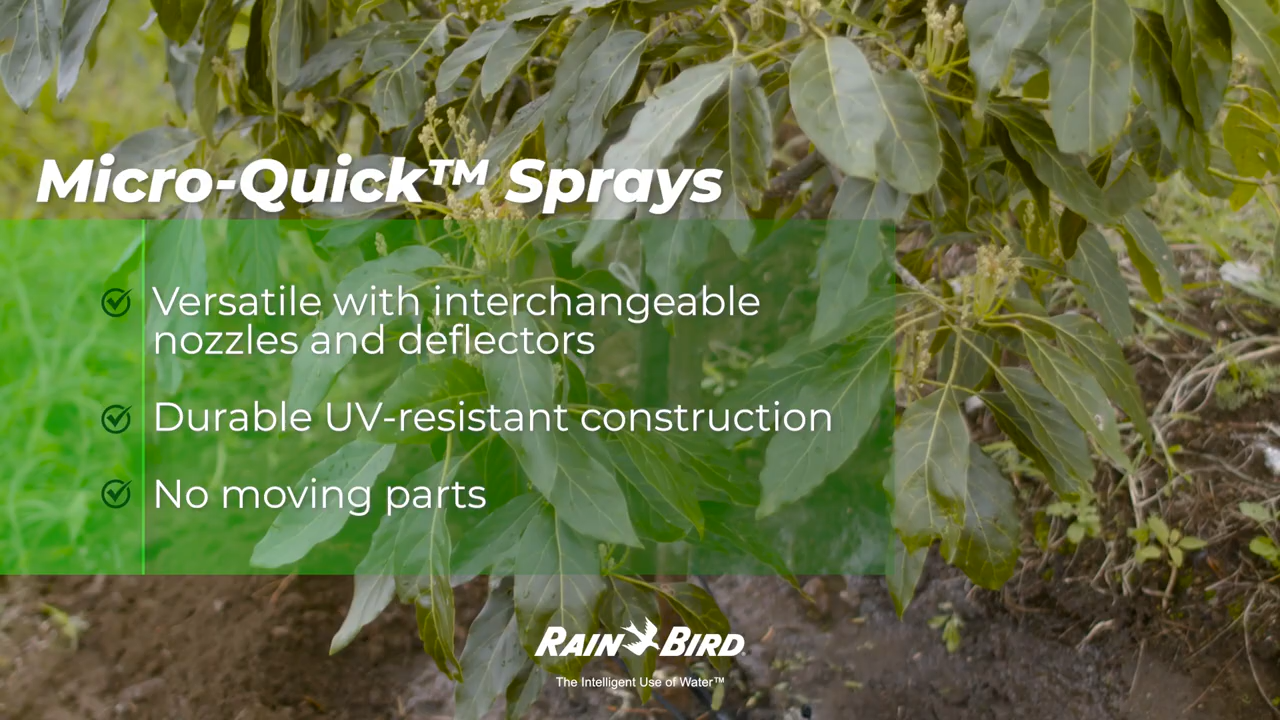 Micro-Quick™ Sprays
Versatile with interchangeable
nozzles and deflectors
Durable UV-resistant construction
No moving parts
RAIN BIRD
The Intelligent Use of Water™